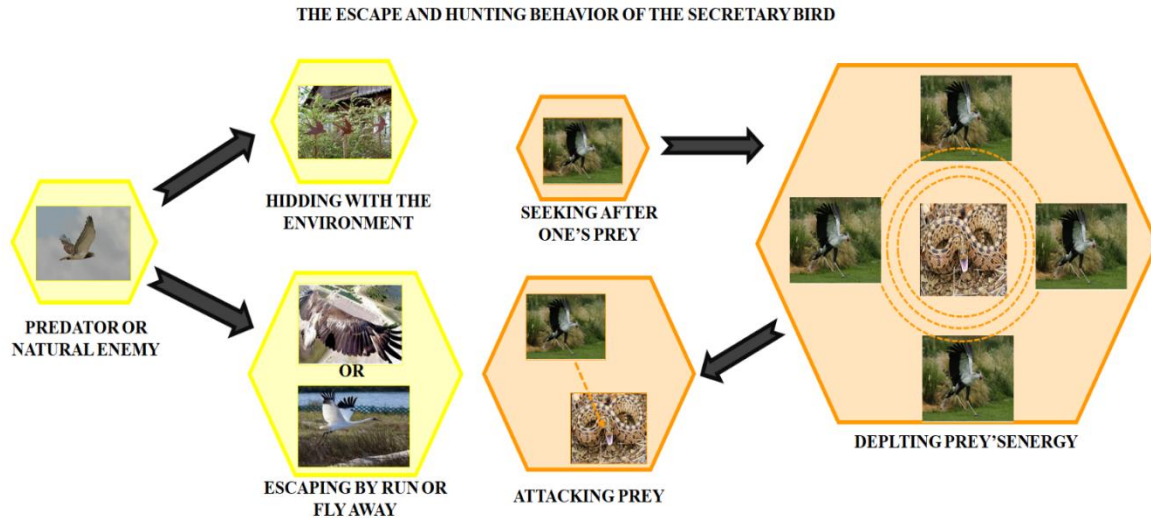 THE ESCAPE AND HUNTING BEHAVIOR OF THE SECRETARY BIRD
HIDDING WITH THE
ENVIRONMENT
SEEKING AFTER
ONE'S PREY
PREDATOR OR
NATURAL ENEMY
OR
ESCAPING BY RUN OR
FLY AWAY
ATTACKING PREY
DEPLTING PREY'SENERGY